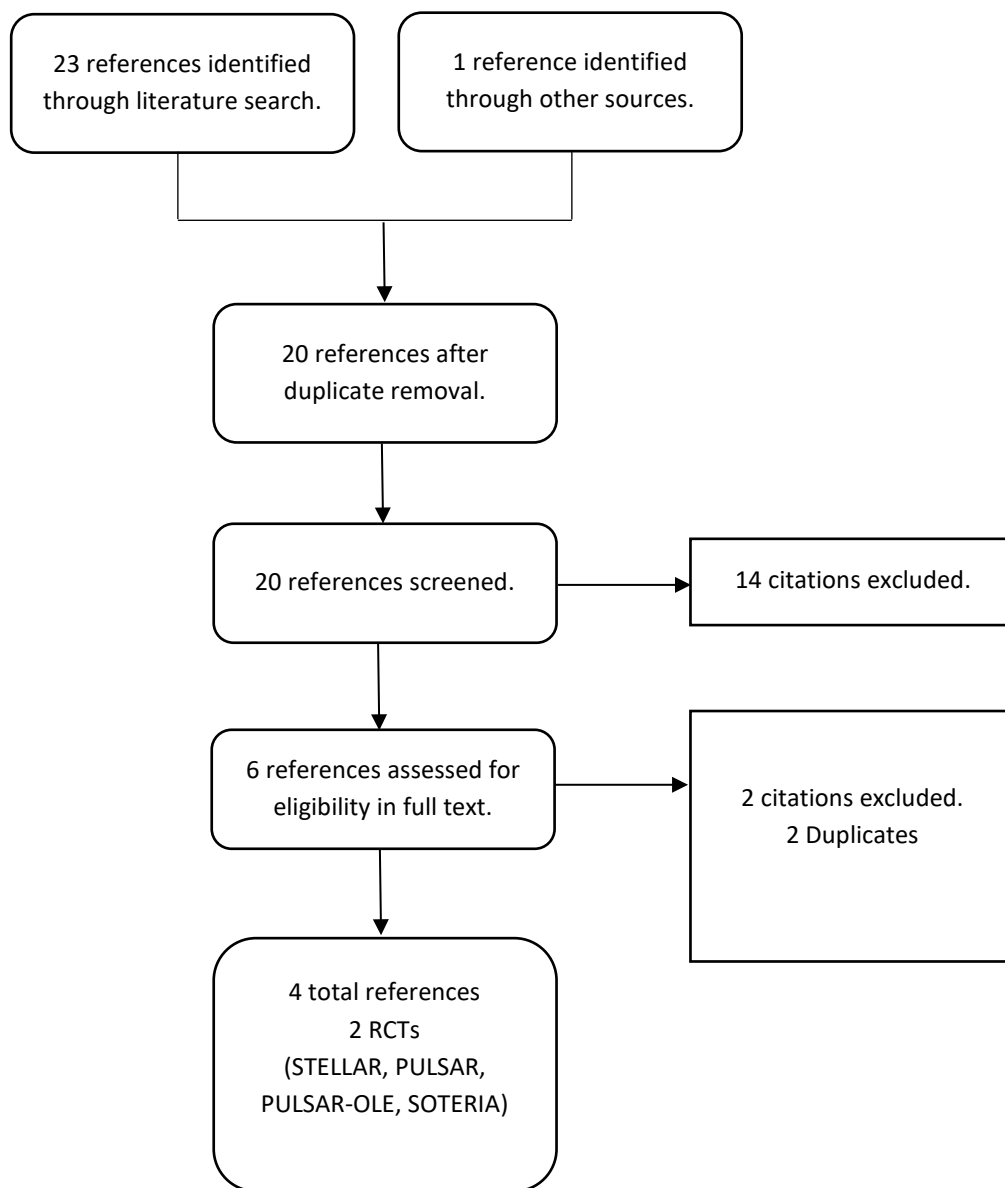 23 references identified
through literature search.
1 reference identified
through other sources.
20 references after
duplicate removal.
20 references screened.
14 citations excluded.
6 references assessed for
eligibility in full text.
2 citations excluded.
2 Duplicates
4 total references
2 RCTs
(STELLAR, PULSAR,
PULSAR-OLE, SOTERIA)